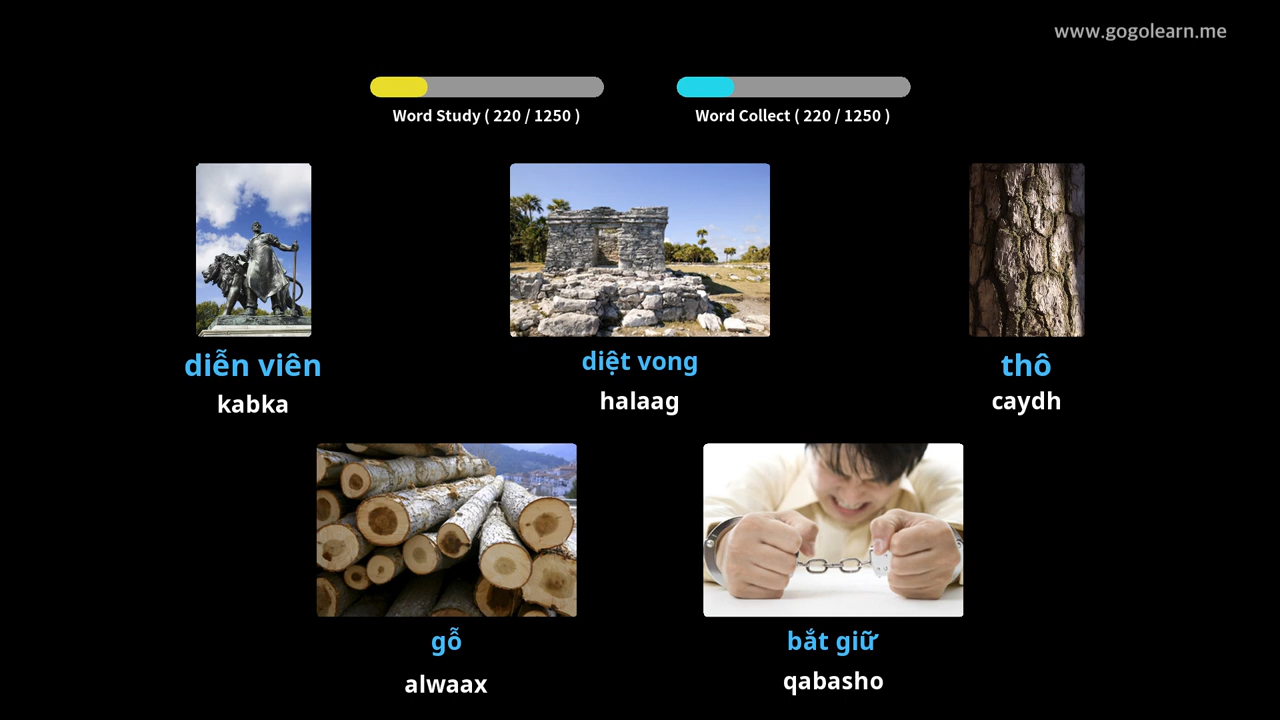 www.gogolearn.me
Word Study ( 220 / 1250 )
Word Collect ( 220 / 1250 )
diễn viên
kabka
diệt vong
halaag
thô
caydh
gỗ
alwaax
bắt giữ
qabasho